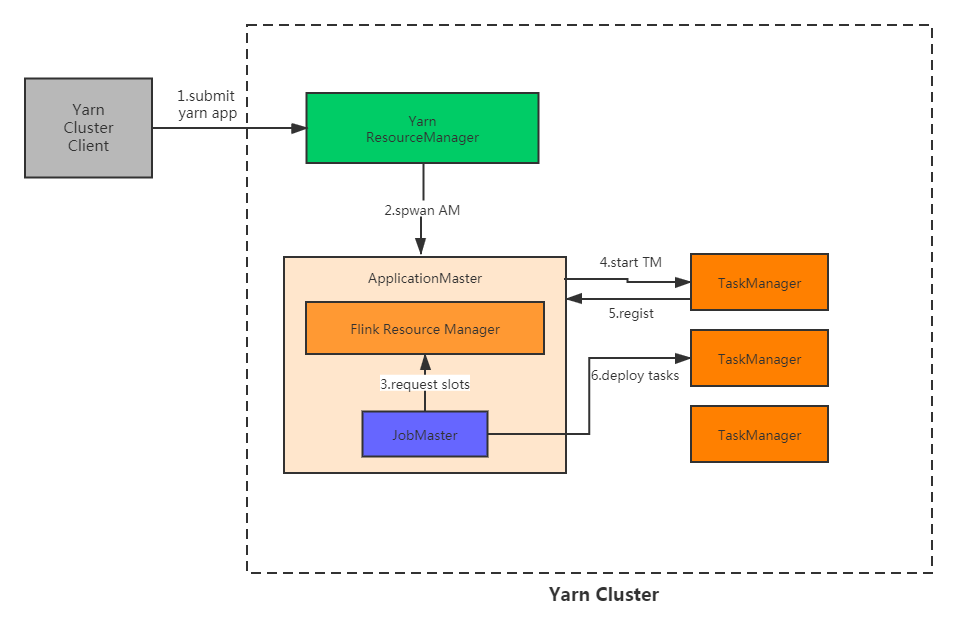 1.submit
yarn app
Yarn
Cluster
Client
Yarn
ResourceManager
2.spwan AM
ApplicationMaster
4.start TM
TaskManager
5.regist
Flink Resource Manager
3.request slots
6.deploy tasks
TaskManager
JobMaster
TaskManager
Yarn Cluster